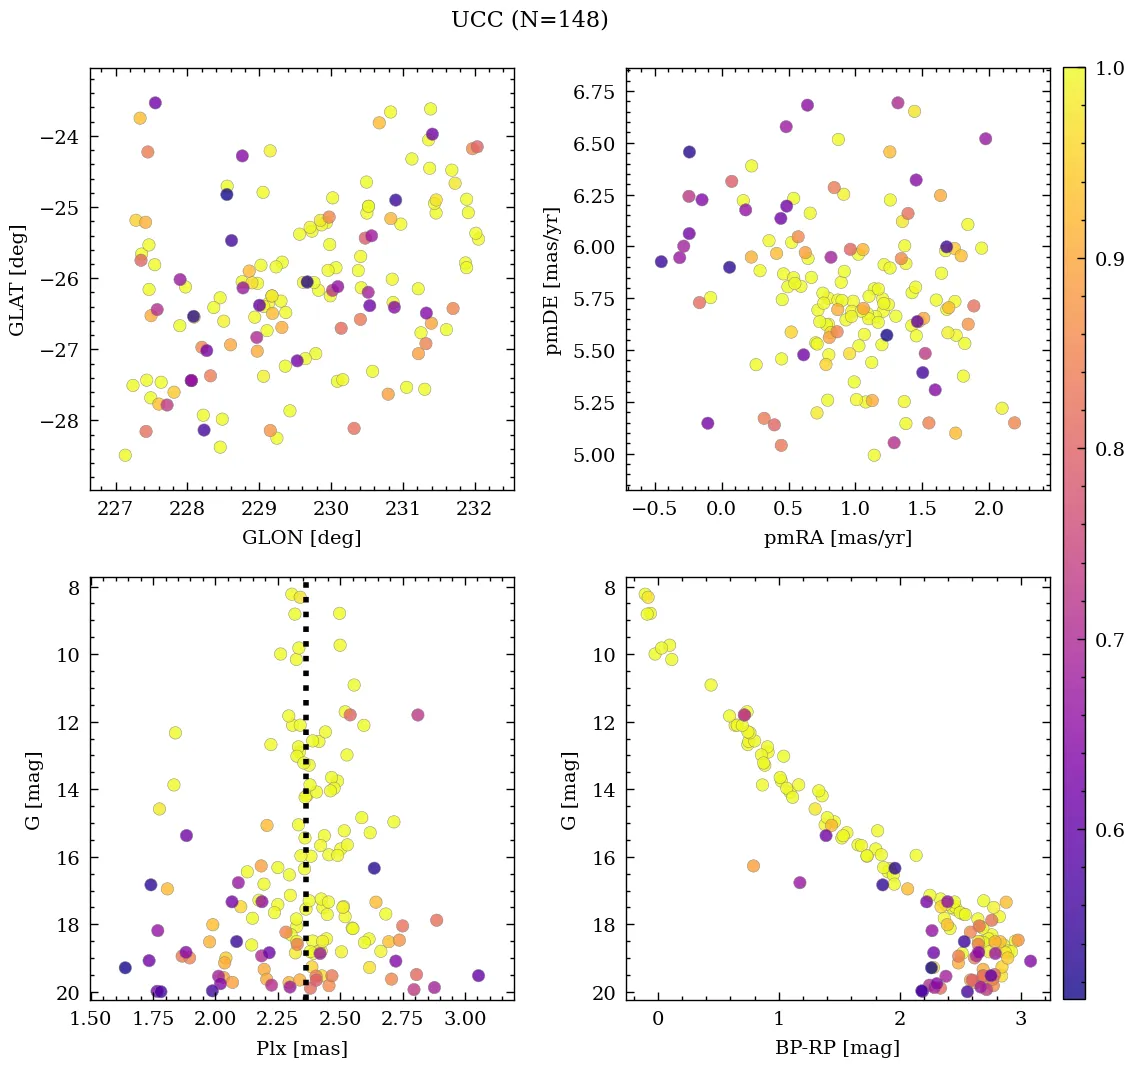 UCC (N=148)
−24
−25
−26
−27
−28
GLAT [deg]
227 228 229 230 231 232
GLON [deg]
6.75
6.50
6.25
6.00
5.75
5.50
5.25
5.00
pmDE [mas/yr]
−0.5 0.0 0.5 1.0 1.5 2.0
pmRA [mas/yr]
8
10
12
14
16
18
20
G [mag]
1.50 1.75 2.00 2.25 2.50 2.75 3.00
Plx [mas]
8
10
12
14
16
18
20
G [mag]
0 1 2 3
BP-RP [mag]
1.0
0.9
0.8
0.7
0.6